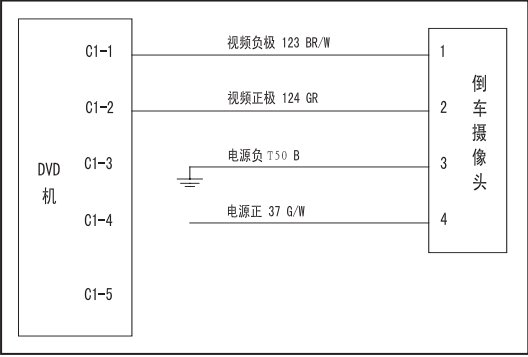 C1-1 视频负极 123 BR/W 1
C1-2 视频正极 124 GR 2
C1-3 电源负 T50 B 3
C1-4 电源正 37 G/W 4
C1-5
DVD
机
倒
车
摄
像
头